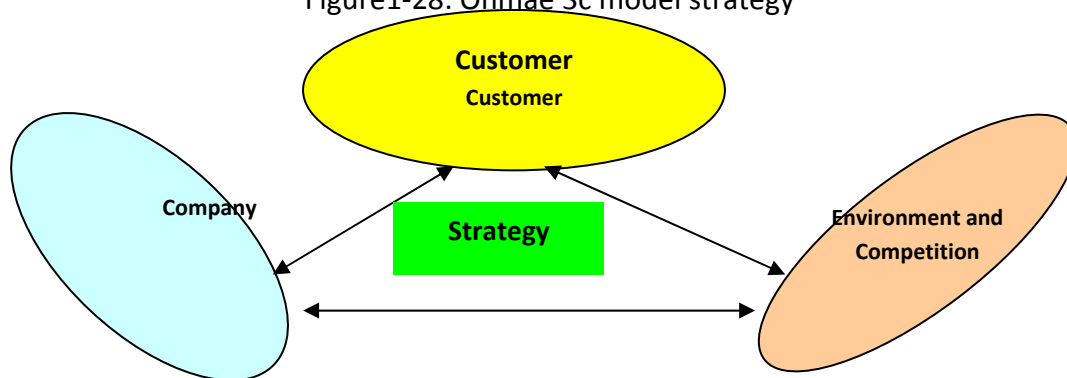 Figure1-28: Ohmae 3c model strategy
Customer
Customer
Company
Strategy
Environment and
Competition